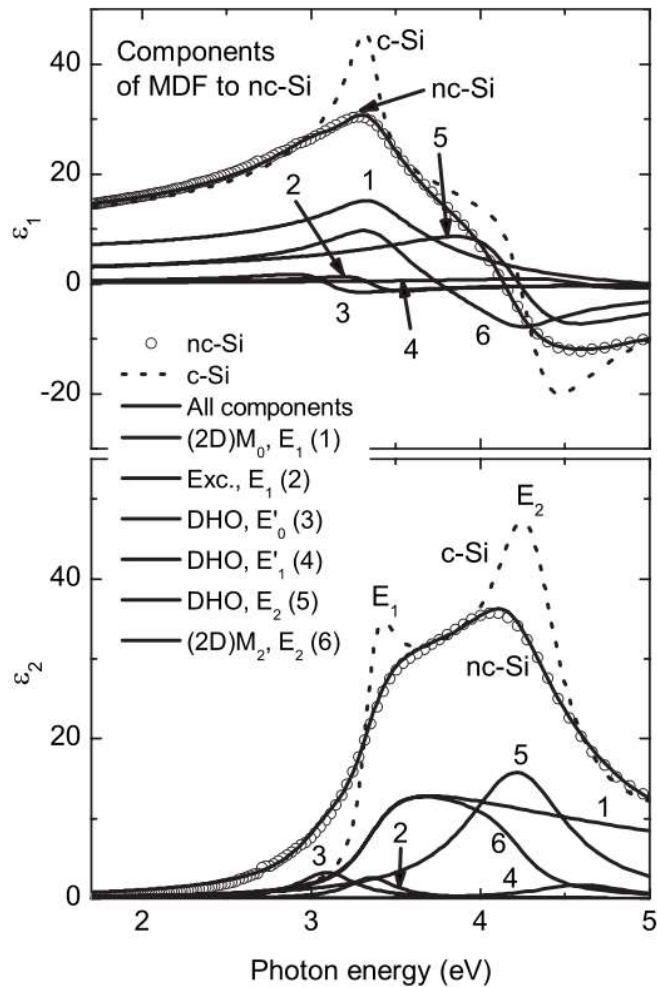 Components
of MDF to nc-Si
c-Si
nc-Si
5
2
1
3
4
6
40
20
0
-20
ε₁
nc-Si
c-Si
All components
(2D)M₀, E₁ (1)
Exc., E₁ (2)
DHO, E'₀ (3)
DHO, E'₁ (4)
DHO, E₂ (5)
(2D)M₂, E₂ (6)
E₂
c-Si
E₁
nc-Si
5
1
3
2
6
4
40
20
0
ε₂
2
3
4
5
Photon energy (eV)